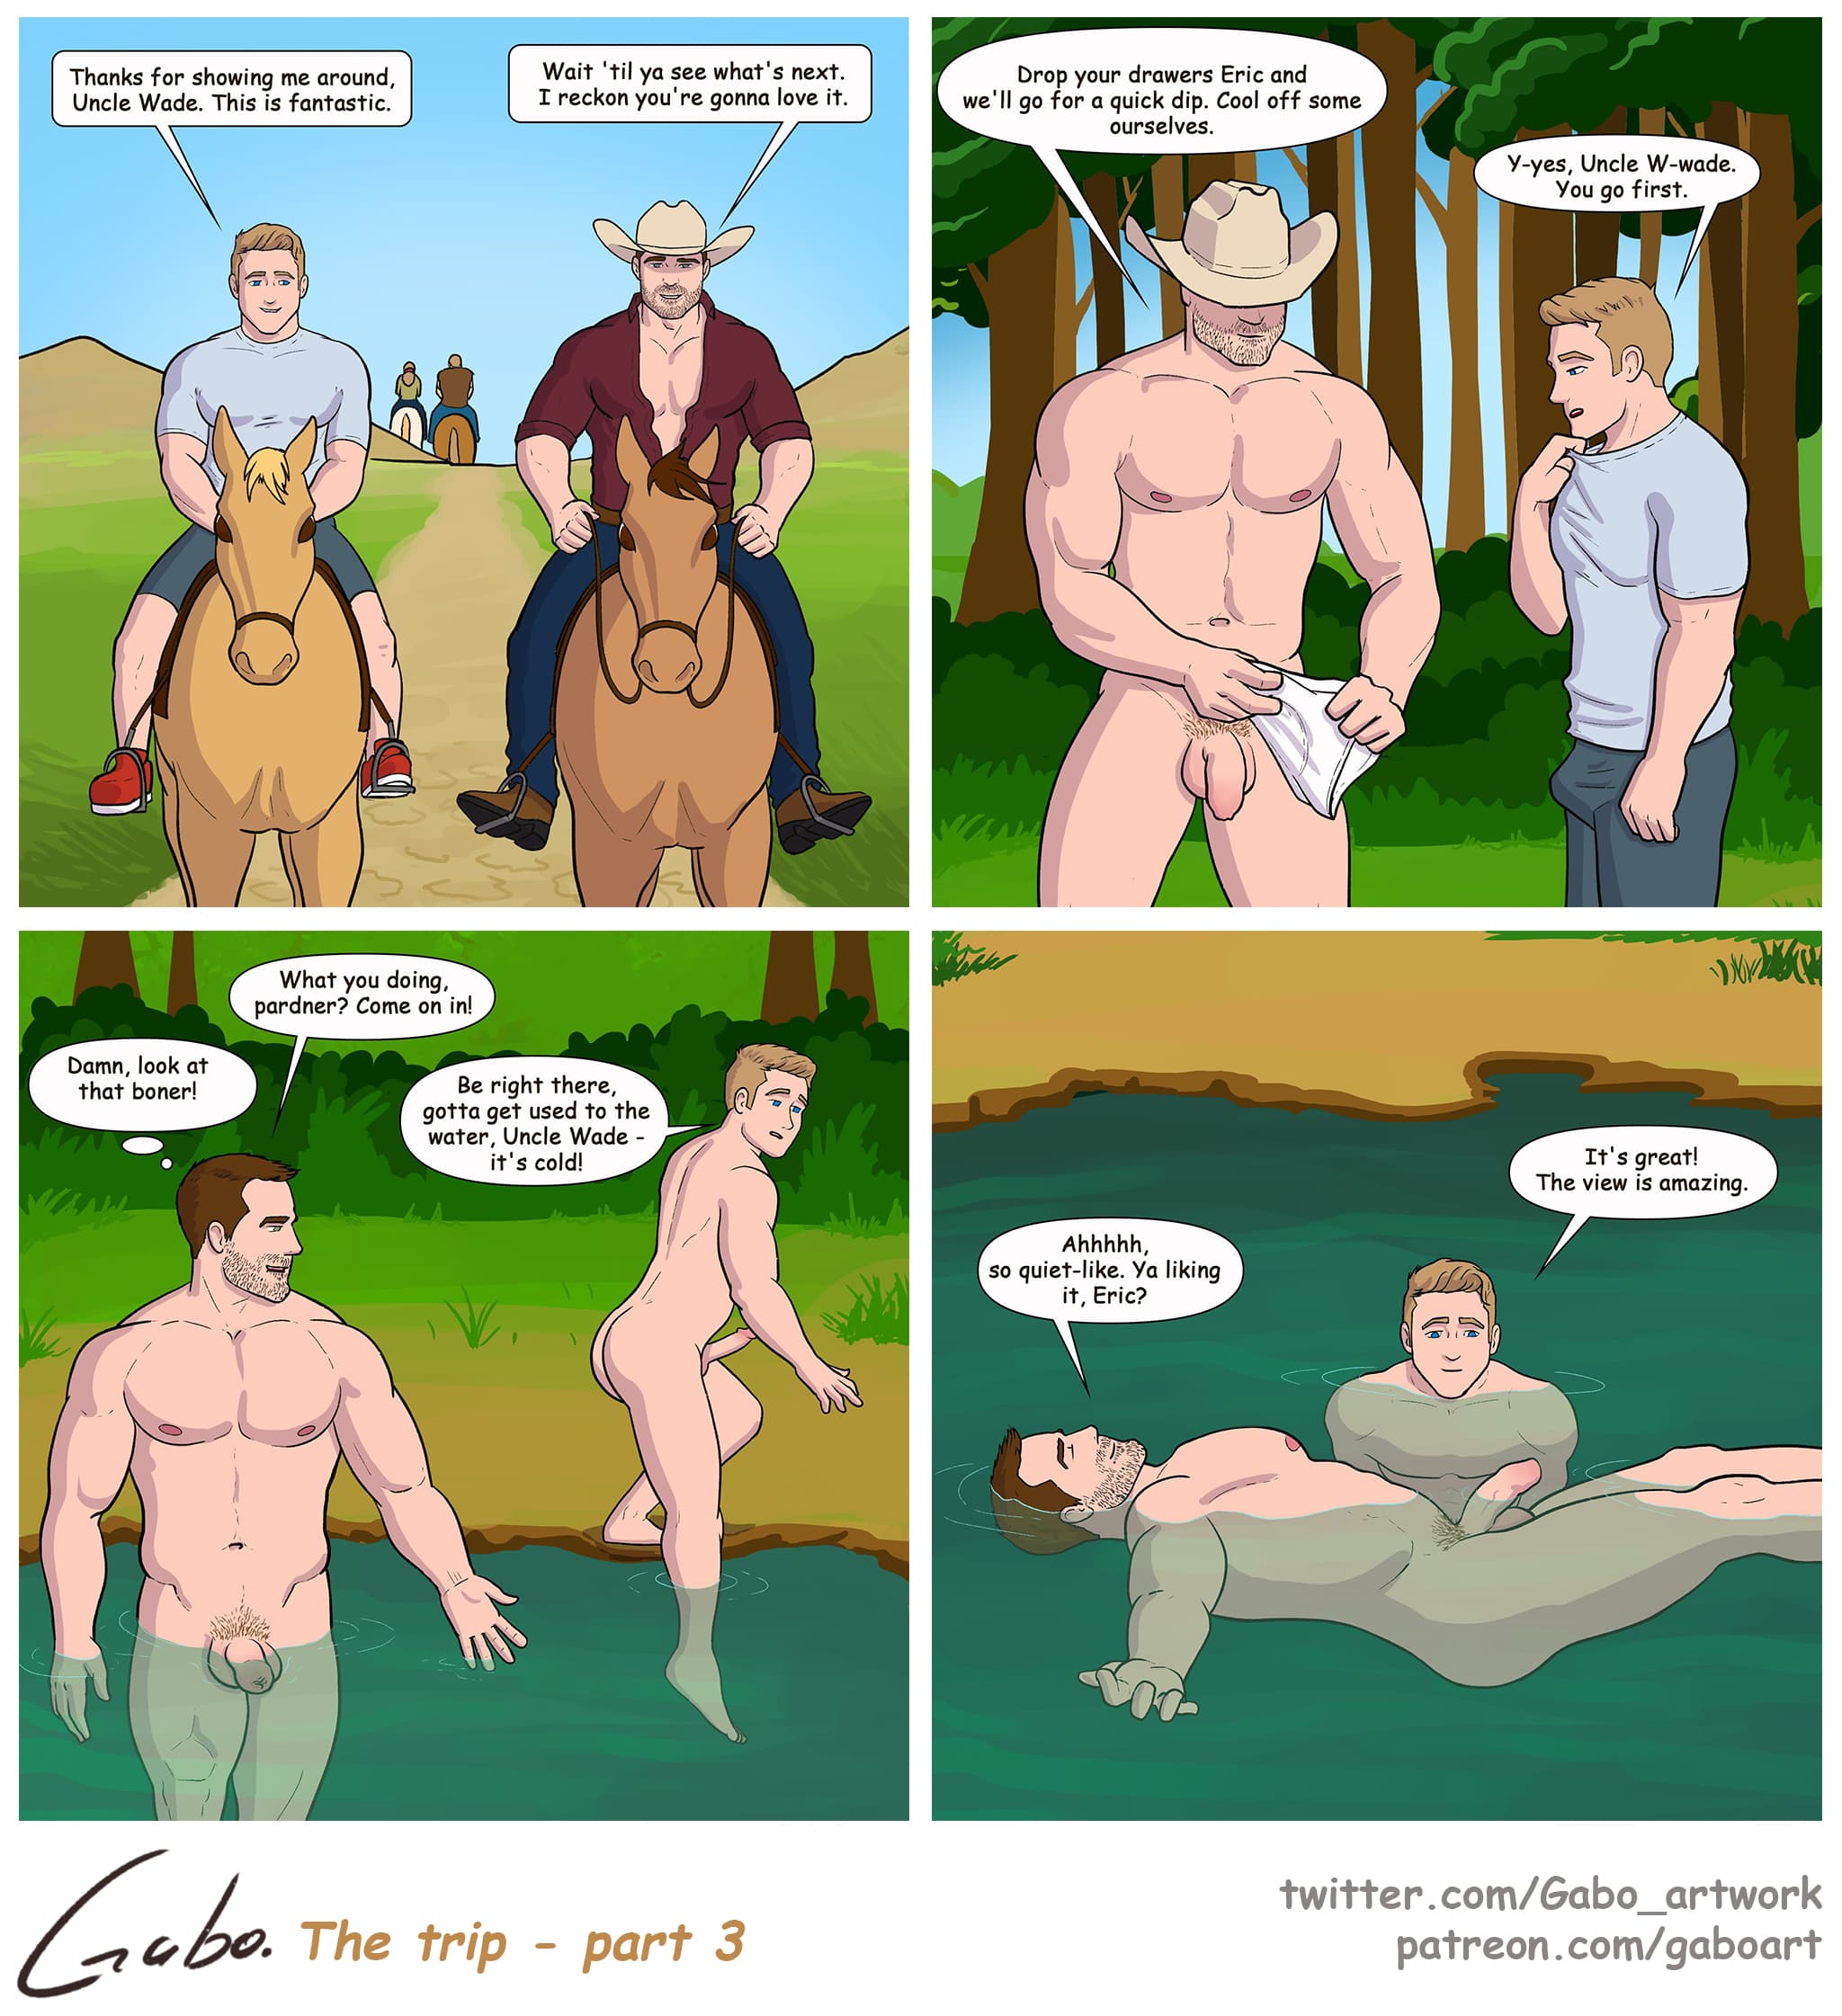 Thanks for showing me around,
Uncle Wade. This is fantastic.
Wait 'til ya see what's next.
I reckon you're gonna love it.
Drop your drawers Eric and
we'll go for a quick dip. Cool off some
ourselves.
Y-yes, Uncle W-wade.
You go first.
What you doing,
pardner? Come on in!
Damn, look at
that boner!
Be right there,
gotta get used to the
water, Uncle Wade -
it's cold!
It's great!
The view is amazing.
Ahhhhh,
so quiet-like. Ya liking
it, Eric?
Gabo. The trip - part 3
twitter.com/Gabo_artwork
patreon.com/gaboart